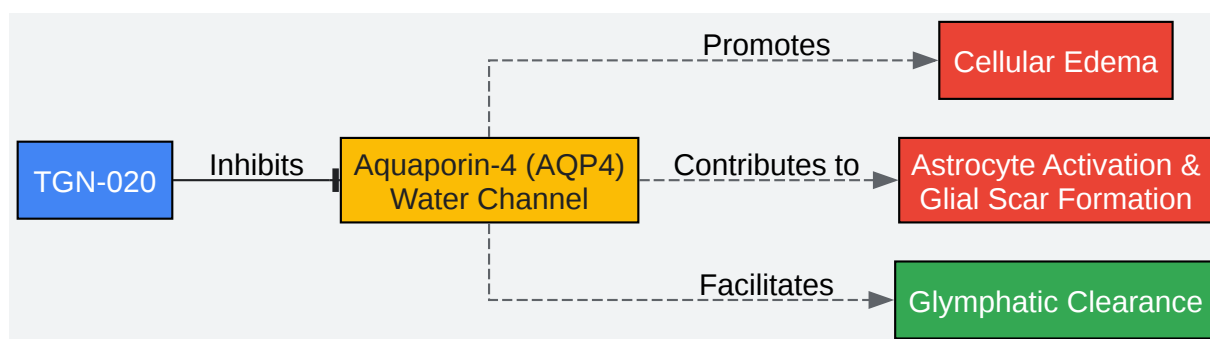 Promotes
Cellular Edema
TGN-020
Inhibits
Aquaporin-4 (AQP4)
Water Channel
Contributes to
Astrocyte Activation &
Glial Scar Formation
Facilitates
Glymphatic Clearance